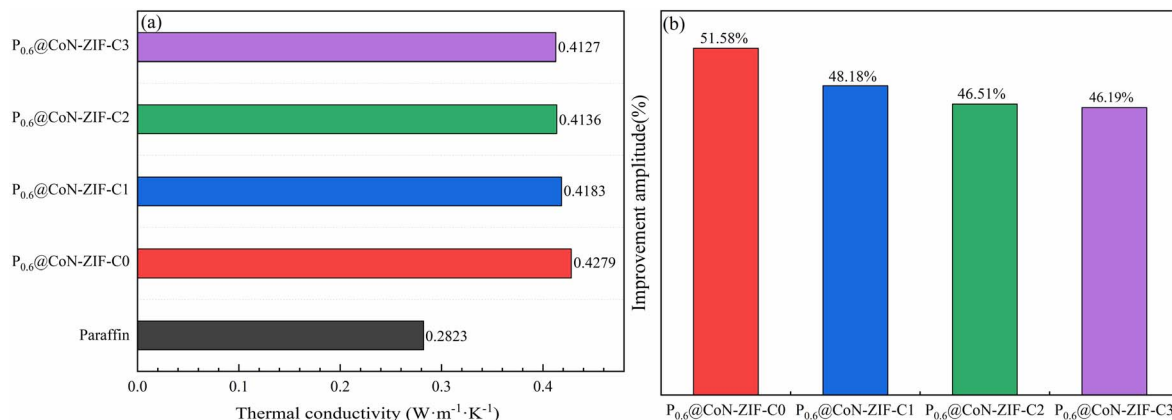 (a)
P0.6@CoN-ZIF-C3
0.4127
P0.6@CoN-ZIF-C2
0.4136
P0.6@CoN-ZIF-C1
0.4183
P0.6@CoN-ZIF-C0
0.4279
Paraffin
0.2823
0.0 0.1 0.2 0.3 0.4
Thermal conductivity (W·m-1·K-1)
(b)
Improvement amplitude(%)
51.58%
48.18%
46.51%
46.19%
P0.6@CoN-ZIF-C0 P0.6@CoN-ZIF-C1 P0.6@CoN-ZIF-C2 P0.6@CoN-ZIF-C3